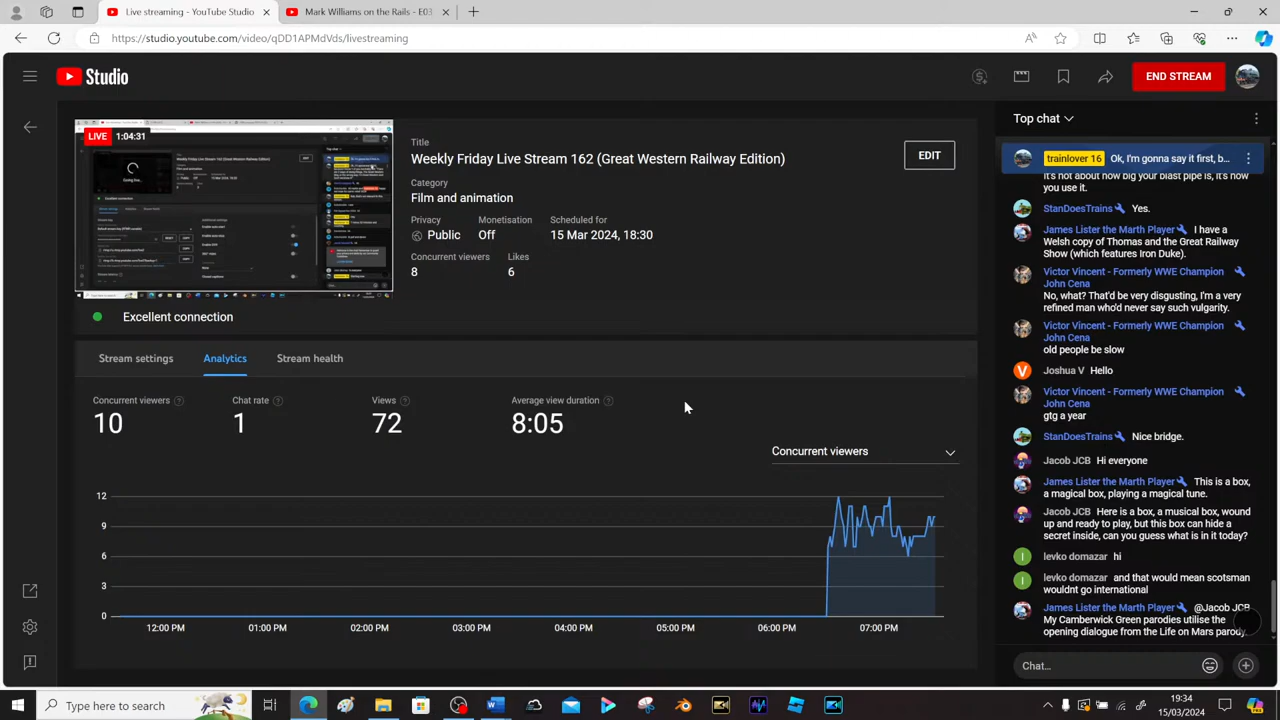 Live streaming - YouTube Studio
Mark Williams on the Rails - E03
https://studio.youtube.com/video/qDD1APMdVds/livestreaming
Studio
END STREAM
LIVE 1:04:31
Title
Weekly Friday Live Stream 162 (Great Western Railway Edition)
EDIT
Category
Film and animation
Privacy Monetisation Scheduled for
Public Off 15 Mar 2024, 18:30
Concurrent viewers Likes
8 6
Excellent connection
Stream settings Analytics Stream health
Concurrent viewers Chat rate Views Average view duration
10 1 72 8:05
Concurrent viewers
12
9
6
3
0
12:00 PM 01:00 PM 02:00 PM 03:00 PM 04:00 PM 05:00 PM 06:00 PM 07:00 PM
Top chat
trainlover 16 Ok, I'm gonna say it first, b...
it's not about how big your blast pipe is, it's how
you use it.
StanDoesTrains Yes.
James Lister the Marth Player I have a
Welsh copy of Thomas and the Great Railway
Show (which features Iron Duke).
Victor Vincent - Formerly WWE Champion
John Cena
No, what? That'd be very disgusting, I'm a very
refined man who'd never say such vulgarity.
Victor Vincent - Formerly WWE Champion
John Cena
old people be slow
Joshua V Hello
Victor Vincent - Formerly WWE Champion
John Cena
gtg a year
StanDoesTrains Nice bridge.
Jacob JCB Hi everyone
James Lister the Marth Player This is a box,
a magical box, playing a magical tune.
Jacob JCB Here is a box, a musical box, wound
up and ready to play, but this box can hide a
secret inside, can you guess what is in it today?
levko domazar hi
levko domazar and that would mean scotsman
wouldnt go international
James Lister the Marth Player @Jacob JCB
My Camberwick Green parodies utilise the
opening dialogue from the Life on Mars parody.
Chat...
Type here to search
19:34
15/03/2024